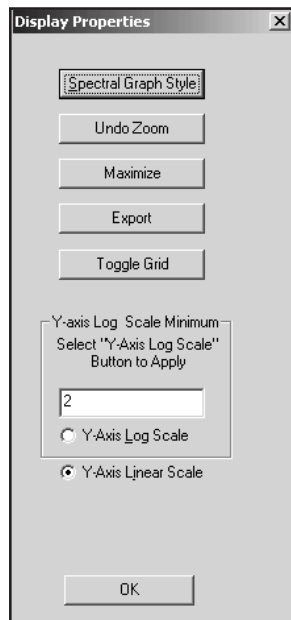 Display Properties
Spectral Graph Style
Undo Zoom
Maximize
Export
Toggle Grid
Y-axis Log Scale Minimum
Select "Y-Axis Log Scale"
Button to Apply
2
Y-Axis Log Scale
Y-Axis Linear Scale
OK